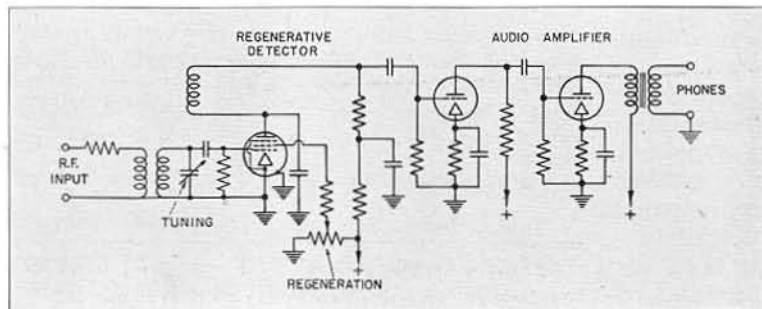 REGENERATIVE
DETECTOR
AUDIO AMPLIFIER
PHONES
R.F.
INPUT
TUNING
+
+
+
REGENERATION